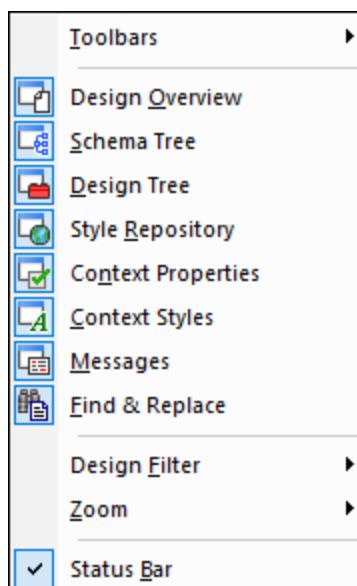 Toolbars
Design Overview
Schema Tree
Design Tree
Style Repository
Context Properties
Context Styles
Messages
Find & Replace
Design Filter
Zoom
Status Bar